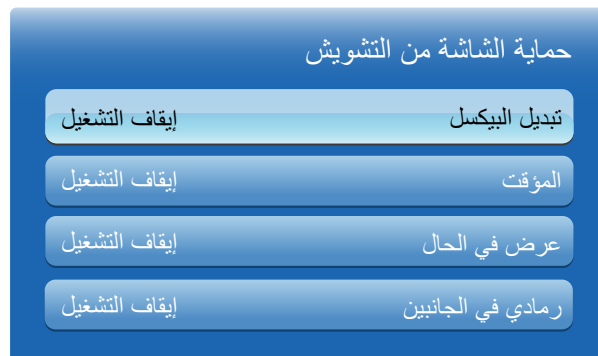 حماية الشاشة من التشويش
تبديل البيكسل إيقاف التشغيل
المؤقت إيقاف التشغيل
عرض في الحال إيقاف التشغيل
رمادي في الجانبين إيقاف التشغيل